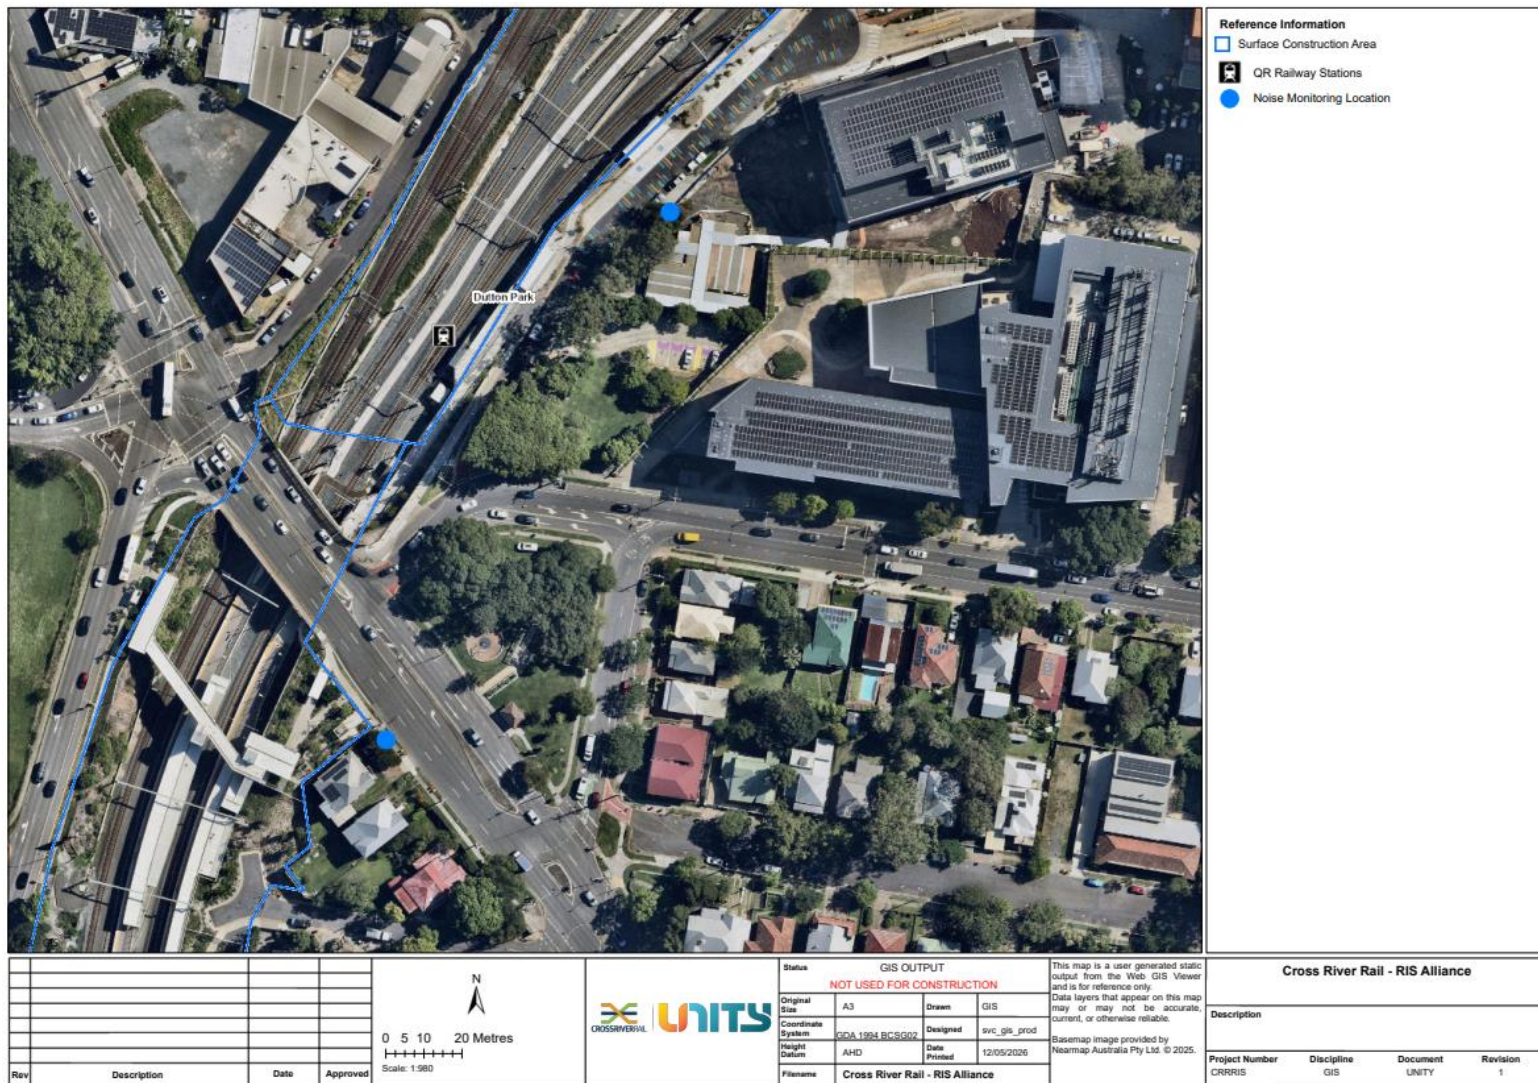 Reference Information
Surface Construction Area
QR Railway Stations
Noise Monitoring Location
Dutton Park
Rev Description Date Approved
N
0 5 10 20 Metres
Scale: 1:980
CROSSRIVERRAIL
UNITY
Status GIS OUTPUT
NOT USED FOR CONSTRUCTION
Original Size A3 Drawn GIS
Coordinate System GDA 1994 BCSG02 Designed svc_gis_prod
Height Datum AHD Date Printed 12/05/2026
Filename Cross River Rail - RIS Alliance
This map is a user generated static
output from the Web GIS Viewer
and is for reference only.
Data layers that appear on this map
may or may not be accurate,
current, or otherwise reliable.
Basemap image provided by
Nearmap Australia Pty Ltd. © 2025.
Cross River Rail - RIS Alliance
Description
Project Number Discipline Document Revision
CRRRIS GIS UNITY 1